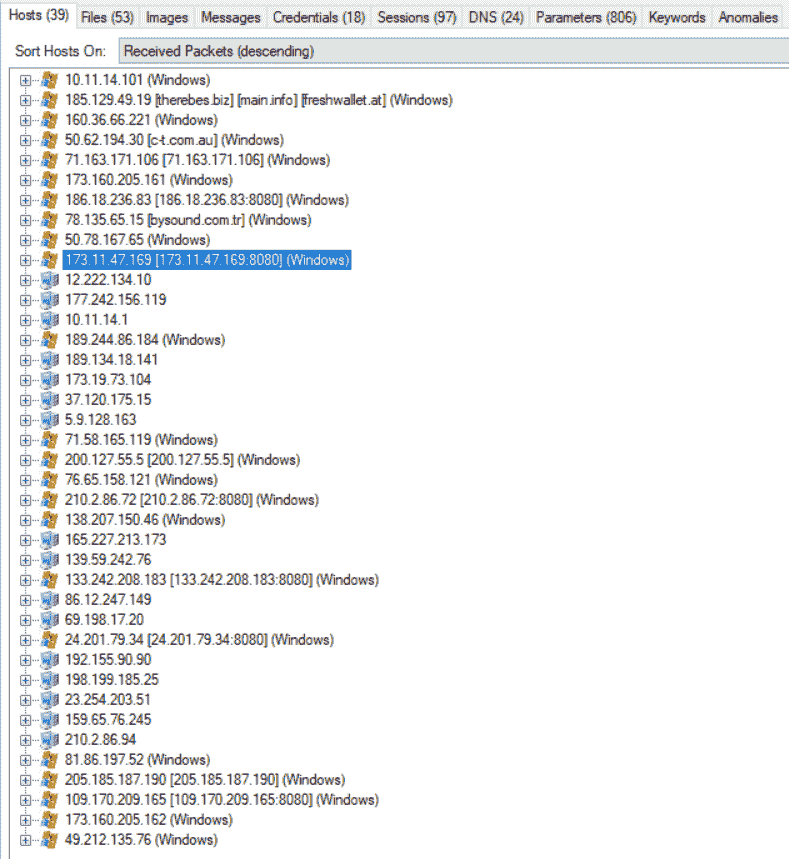 Hosts (39) Files (53) Images Messages Credentials (18) Sessions (97) DNS (24) Parameters (806) Keywords Anomalies
Sort Hosts On: Received Packets (descending)
10.11.14.101 (Windows)
185.129.49.19 [therebes.biz] [main.info] [freshwallet.at] (Windows)
160.36.66.221 (Windows)
50.62.194.30 [c-t.com.au] (Windows)
71.163.171.106 [71.163.171.106] (Windows)
173.160.205.161 (Windows)
186.18.236.83 [186.18.236.83:8080] (Windows)
78.135.65.15 [bysound.com.tr] (Windows)
50.78.167.65 (Windows)
173.11.47.169 [173.11.47.169:8080] (Windows)
12.222.134.10
177.242.156.119
10.11.14.1
189.244.86.184 (Windows)
189.134.18.141
173.19.73.104
37.120.175.15
5.9.128.163
71.58.165.119 (Windows)
200.127.55.5 [200.127.55.5] (Windows)
76.65.158.121 (Windows)
210.2.86.72 [210.2.86.72:8080] (Windows)
138.207.150.46 (Windows)
165.227.213.173
139.59.242.76
133.242.208.183 [133.242.208.183:8080] (Windows)
86.12.247.149
69.198.17.20
24.201.79.34 [24.201.79.34:8080] (Windows)
192.155.90.90
198.199.185.25
23.254.203.51
159.65.76.245
210.2.86.94
81.86.197.52 (Windows)
205.185.187.190 [205.185.187.190] (Windows)
109.170.209.165 [109.170.209.165:8080] (Windows)
173.160.205.162 (Windows)
49.212.135.76 (Windows)